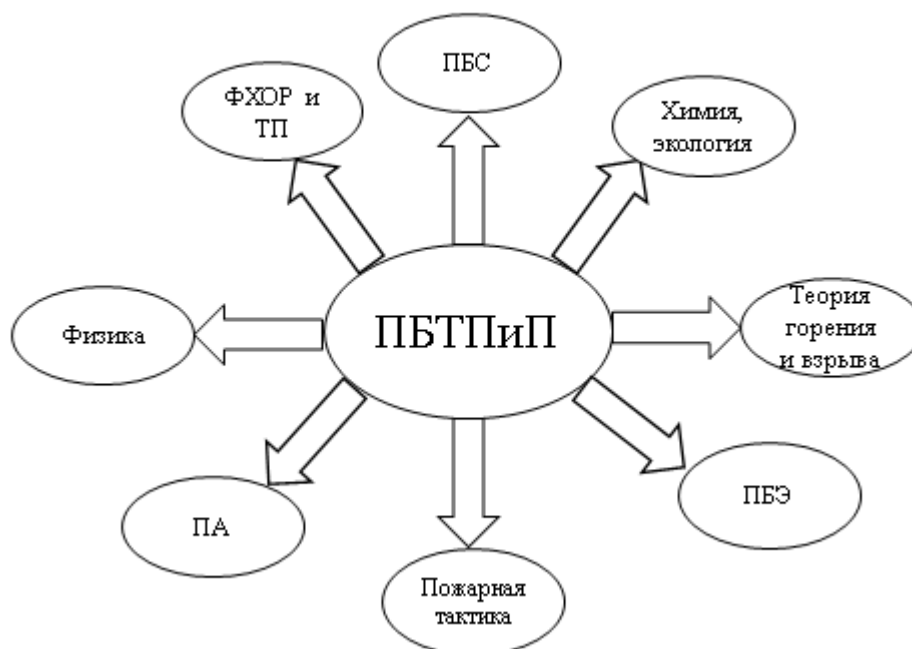 ПБС
ФХОР и
ТП
Химия,
экология
Физика
ПБТПиП
Теория
горения
и взрыва
ПА
ПБЭ
Пожарная
тактика